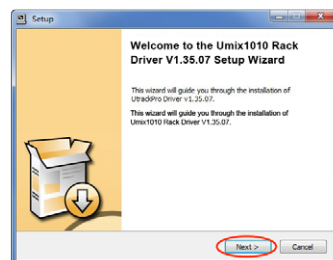 Setup
Welcome to the Umix1010 Rack
Driver V1.35.07 Setup Wizard
This wizard will guide you through the installation of
UtrackPro Driver v1.35.07.
This wizard will guide you through the installation of
Umix1010 Rack Driver V1.35.07.
Next >
Cancel